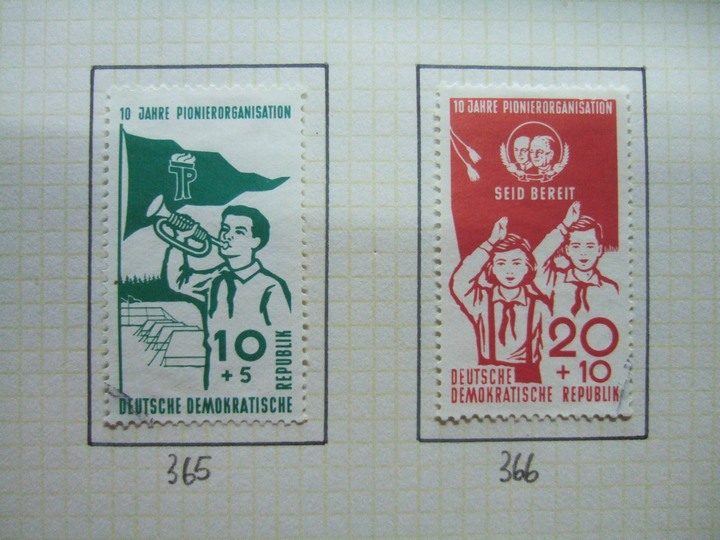 10 JAHRE PIONIERORGANISATION
TP
10
+ 5
REPUBLIK
DEUTSCHE DEMOKRATISCHE
365
10 JAHRE PIONIERORGANISATION
SEID BEREIT
20
+ 10
DEUTSCHE
DEMOKRATISCHE REPUBLIK
366